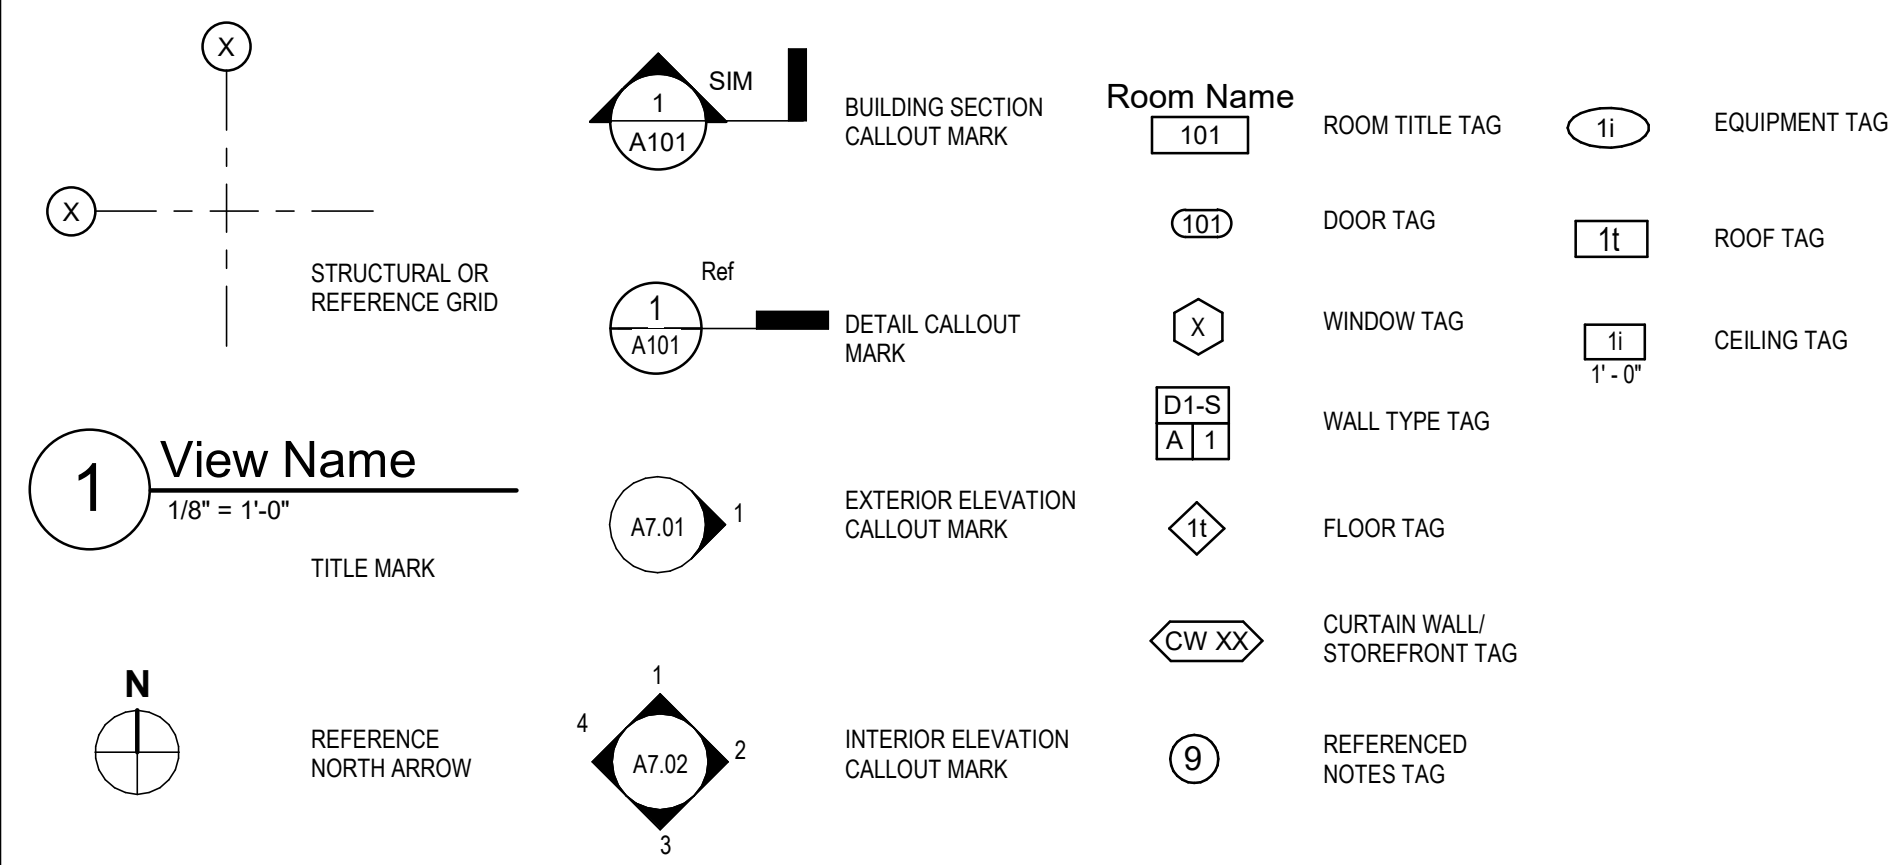 X
X
STRUCTURAL OR
REFERENCE GRID
1
View Name
1/8" = 1'-0"
TITLE MARK
N
REFERENCE
NORTH ARROW
1
SIM
A101
BUILDING SECTION
CALLOUT MARK
Ref
1
A101
DETAIL CALLOUT
MARK
A7.01
1
EXTERIOR ELEVATION
CALLOUT MARK
1
4
A7.02
2
3
INTERIOR ELEVATION
CALLOUT MARK
Room Name
101
ROOM TITLE TAG
101
DOOR TAG
X
WINDOW TAG
D1-S
A 1
WALL TYPE TAG
1t
FLOOR TAG
CW XX
CURTAIN WALL/
STOREFRONT TAG
9
REFERENCED
NOTES TAG
1i
EQUIPMENT TAG
1t
ROOF TAG
1i
1' - 0"
CEILING TAG